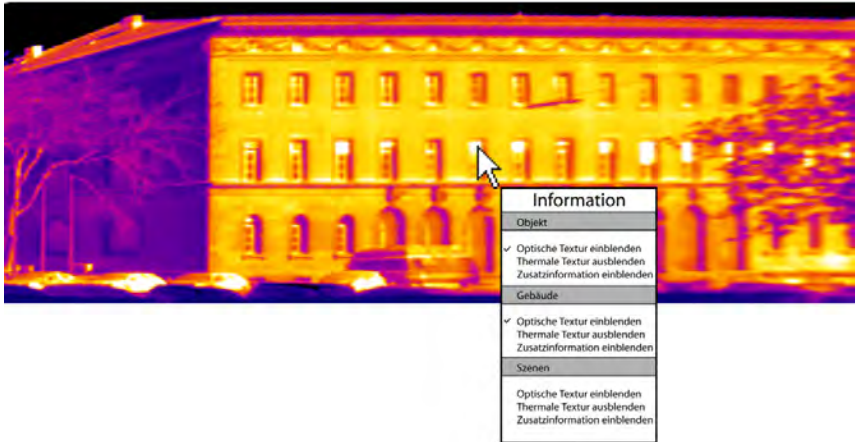 Information
Objekt
✓ Optische Textur einblenden
Thermale Textur ausblenden
Zusatzinformation einblenden
Gebäude
✓ Optische Textur einblenden
Thermale Textur ausblenden
Zusatzinformation einblenden
Szenen
Optische Textur einblenden
Thermale Textur ausblenden
Zusatzinformation einblenden